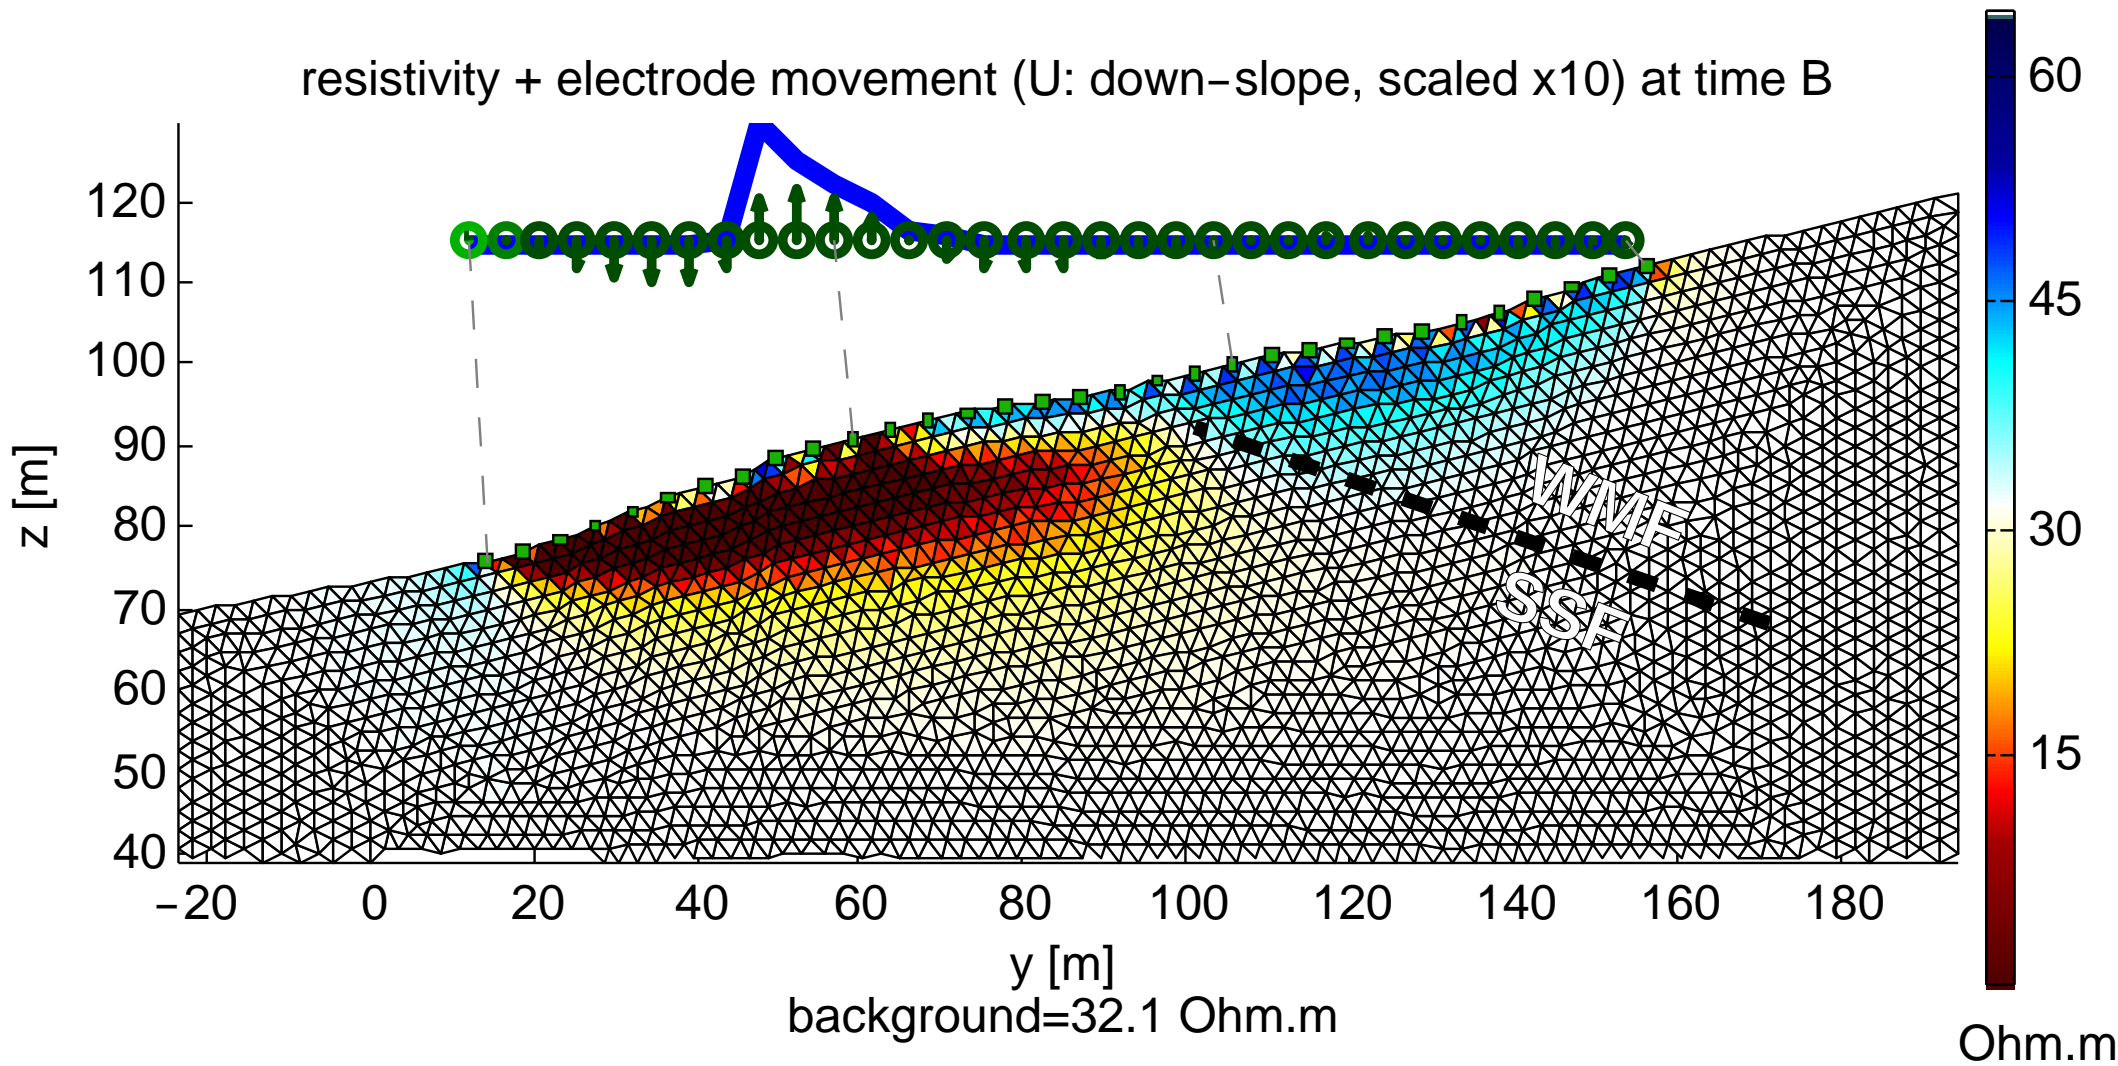 resistivity + electrode movement (U: down−slope, scaled x10) at time B
60
45
30
15
Ohm.m
120
110
100
90
80
70
60
50
40
z [m]
WMF
SSF
−20 0 20 40 60 80 100 120 140 160 180
y [m]
background=32.1 Ohm.m